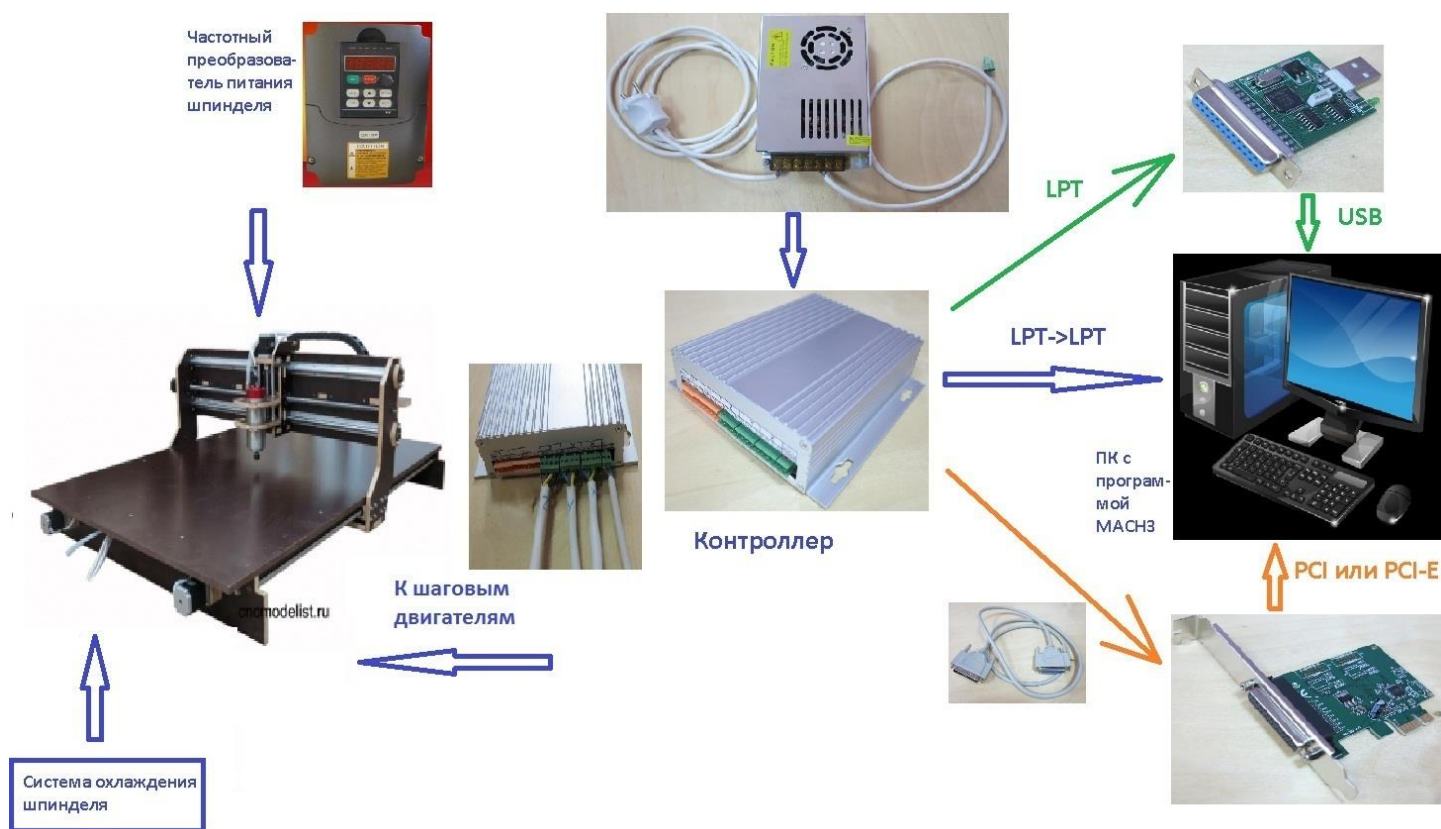 Частотный
преобразова-
тель питания
шпинделя
LPT
USB
LPT->LPT
ПК с
програм-
мой
MACH3
Контроллер
PCI или PCI-E
К шаговым
двигателям
cncmodelist.ru
Система охлаждения
шпинделя